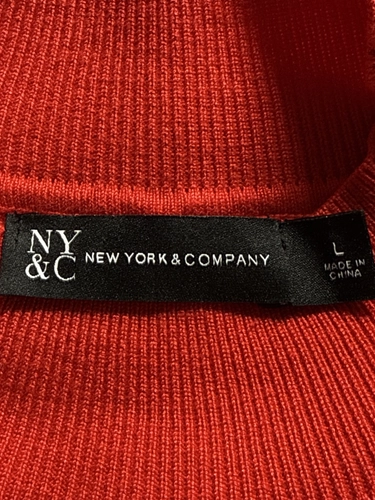 NY
&C
NEW YORK & COMPANY
L
MADE IN
CHINA